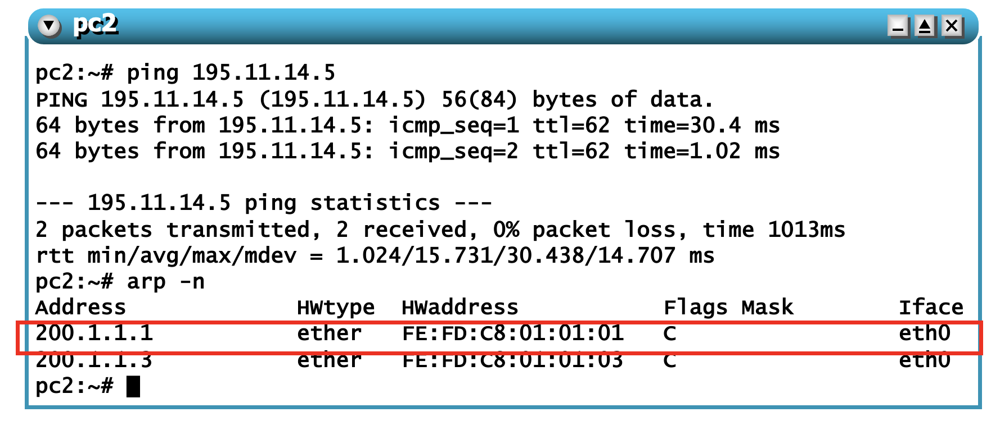 pc2
pc2:~# ping 195.11.14.5
PING 195.11.14.5 (195.11.14.5) 56(84) bytes of data.
64 bytes from 195.11.14.5: icmp_seq=1 ttl=62 time=30.4 ms
64 bytes from 195.11.14.5: icmp_seq=2 ttl=62 time=1.02 ms
--- 195.11.14.5 ping statistics ---
2 packets transmitted, 2 received, 0% packet loss, time 1013ms
rtt min/avg/max/mdev = 1.024/15.731/30.438/14.707 ms
pc2:~# arp -n
Address HWtype HWaddress Flags Mask Iface
200.1.1.1 ether FE:FD:C8:01:01:01 C eth0
200.1.1.3 ether FE:FD:C8:01:01:03 C eth0
pc2:~#